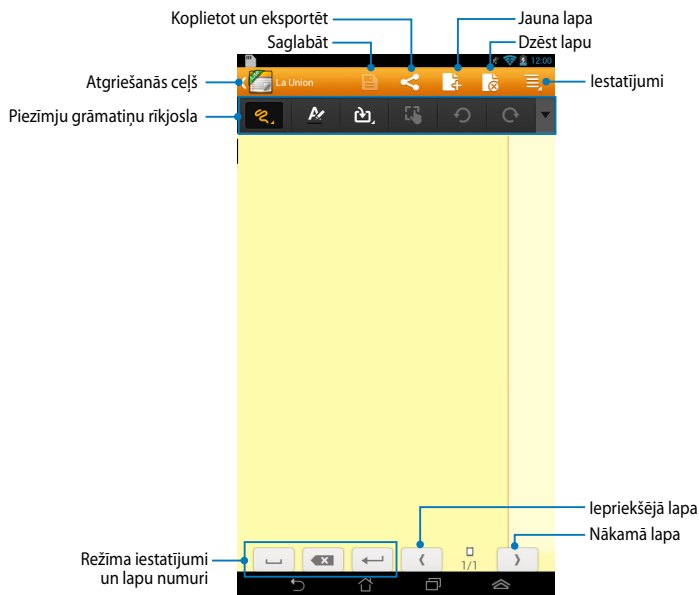 Koplietot un eksportēt
Jauna lapa
Saglabāt
Dzēst lapu
12:00
Atgriešanās ceļš
La Union
Iestatījumi
Piezīmju grāmatiņu rīkjosla
Iepriekšējā lapa
Nākamā lapa
1/1
Režīma iestatījumi
un lapu numuri